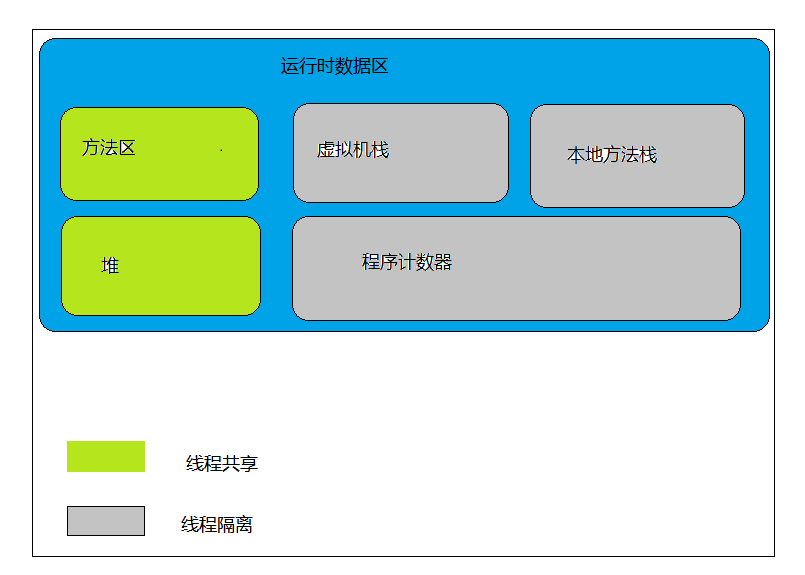 运行时数据区
方法区
虚拟机栈
本地方法栈
堆
程序计数器
线程共享
线程隔离